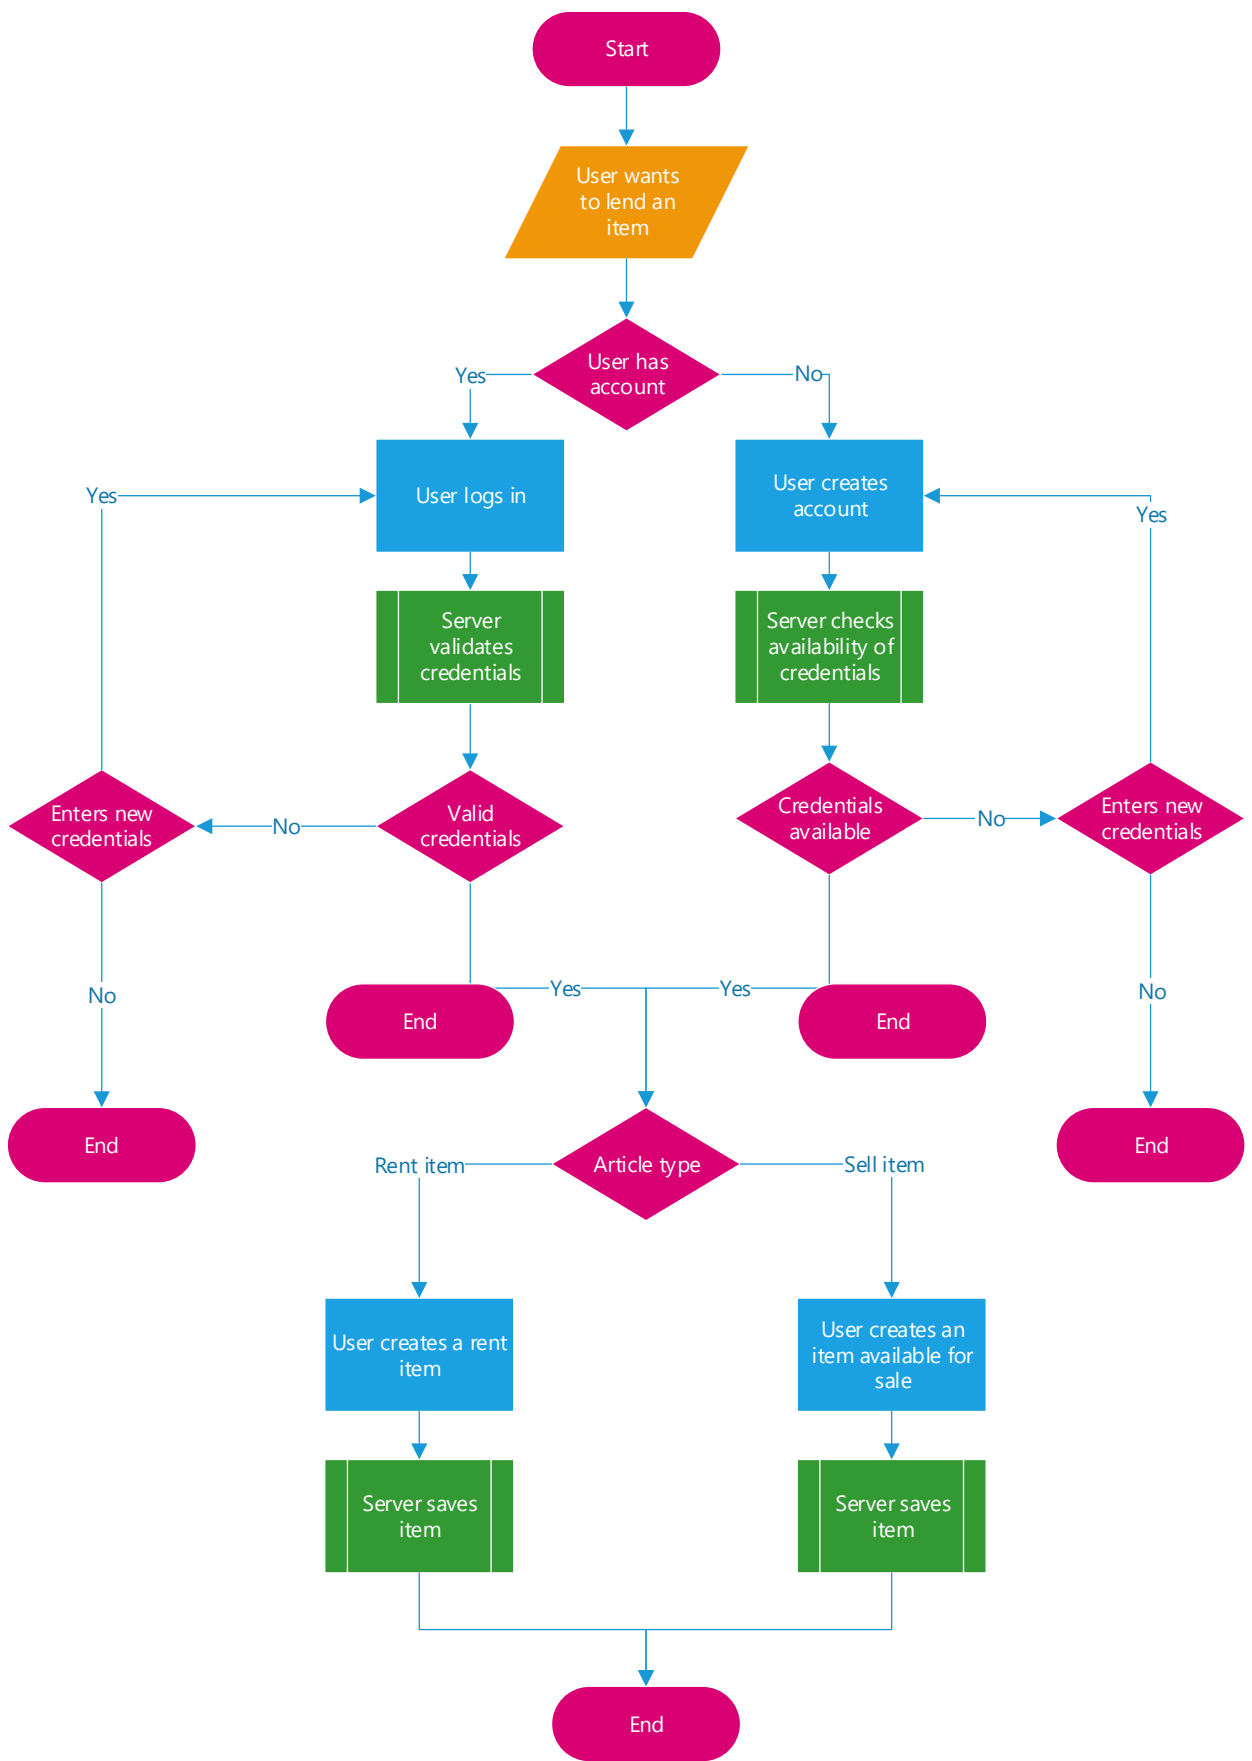 Start
User wants
to lend an
item
User has
account
Yes
No
User logs in
User creates
account
Yes
Yes
Server
validates
credentials
Server checks
availability of
credentials
Enters new
credentials
No
Valid
credentials
Credentials
available
No
Enters new
credentials
No
End
Yes
Yes
End
No
End
Rent item
Article type
Sell item
End
User creates a rent
item
User creates an
item available for
sale
Server saves
item
Server saves
item
End